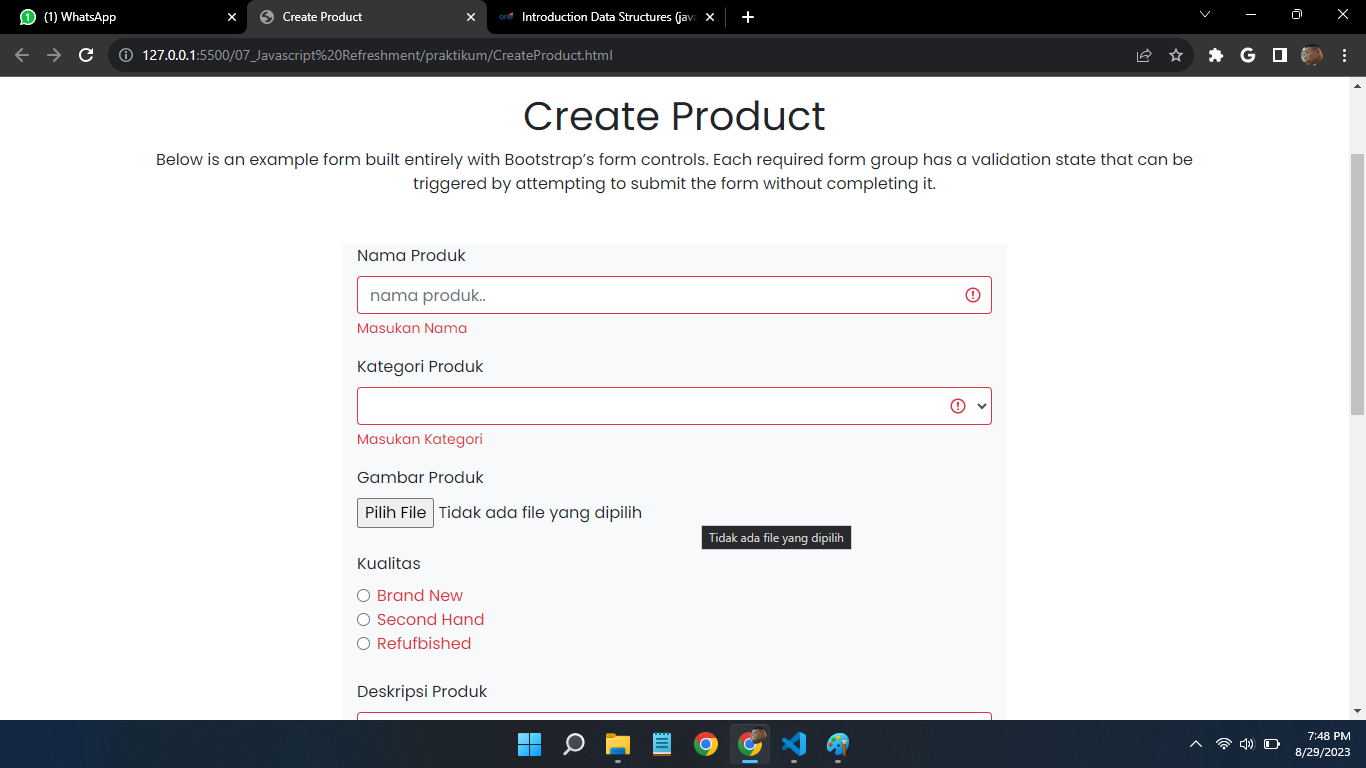 (1) WhatsApp
Create Product
Introduction Data Structures (java
127.0.0.1:5500/07_Javascript%20Refreshment/praktikum/CreateProduct.html
Create Product
Below is an example form built entirely with Bootstrap’s form controls. Each required form group has a validation state that can be
triggered by attempting to submit the form without completing it.
Nama Produk
nama produk..
Masukan Nama
Kategori Produk
Masukan Kategori
Gambar Produk
Pilih File Tidak ada file yang dipilih
Tidak ada file yang dipilih
Kualitas
Brand New
Second Hand
Refufbished
Deskripsi Produk
7:48 PM
8/29/2023